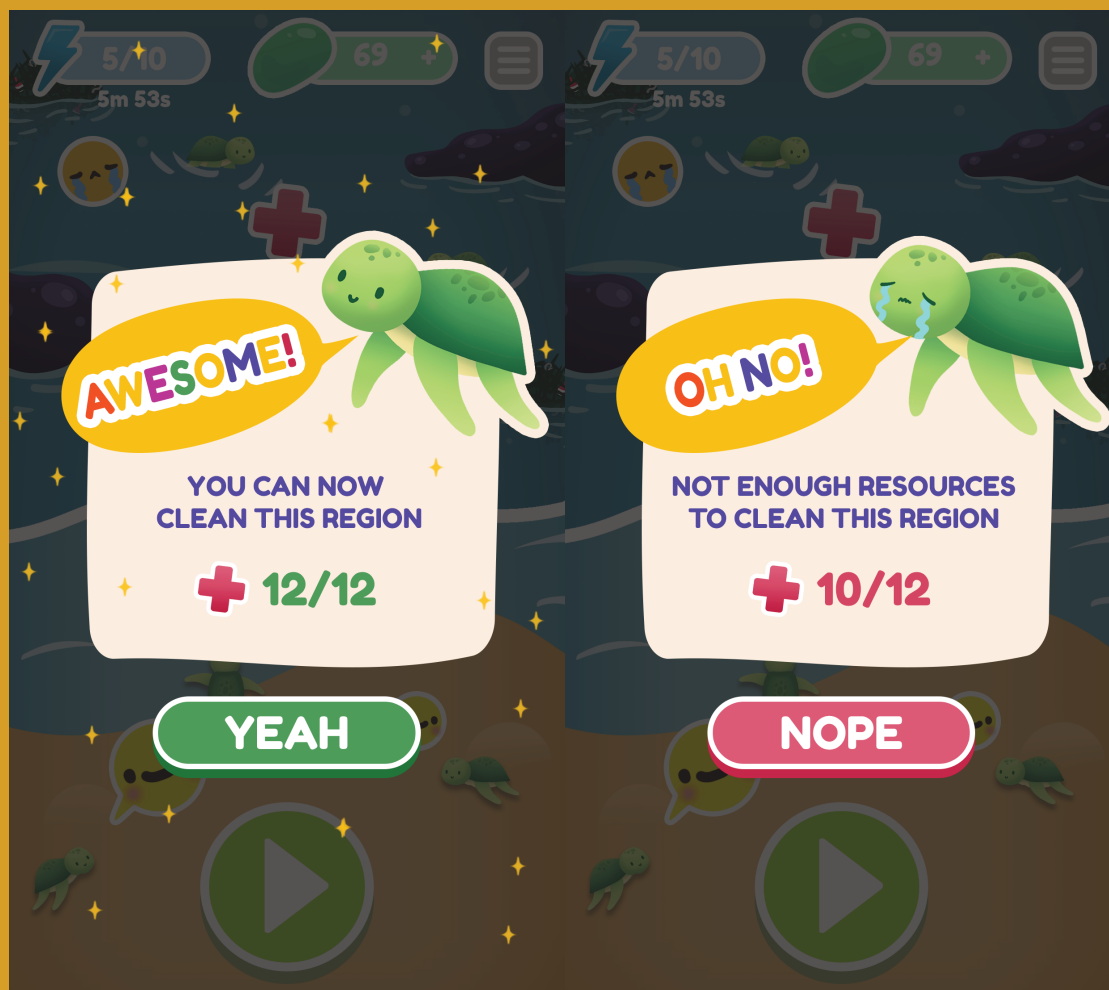 5/10
69 +
5m 53s
AWESOME!
YOU CAN NOW
CLEAN THIS REGION
12/12
YEAH
5/10
69 +
5m 53s
OH NO!
NOT ENOUGH RESOURCES
TO CLEAN THIS REGION
10/12
NOPE